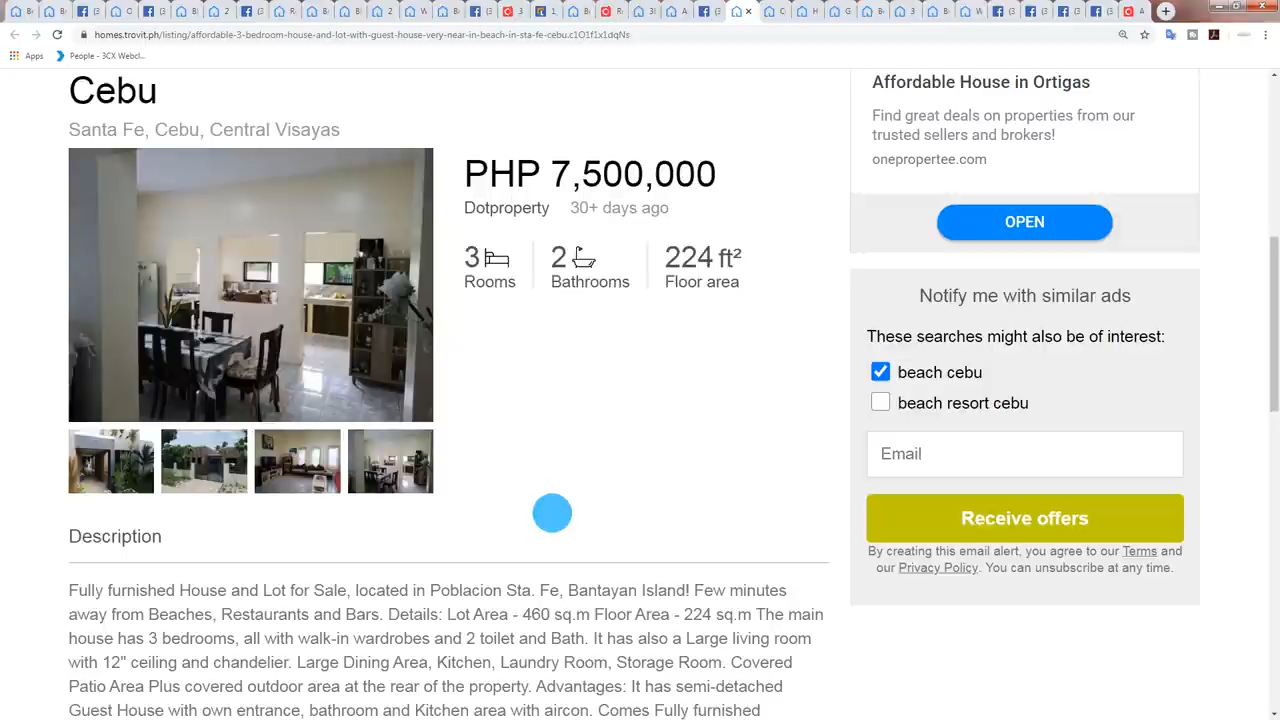 homes.trovit.ph/listing/affordable-3-bedroom-house-and-lot-with-guest-house-very-near-in-beach-in-sta-fe-cebu.c1O1f1x1dqNs
Apps
People - 3CX Webcl...
Cebu
Santa Fe, Cebu, Central Visayas
PHP 7,500,000
Dotproperty 30+ days ago
3 2 224 ft²
Rooms Bathrooms Floor area
Description
Fully furnished House and Lot for Sale, located in Poblacion Sta. Fe, Bantayan Island! Few minutes
away from Beaches, Restaurants and Bars. Details: Lot Area - 460 sq.m Floor Area - 224 sq.m The main
house has 3 bedrooms, all with walk-in wardrobes and 2 toilet and Bath. It has also a Large living room
with 12" ceiling and chandelier. Large Dining Area, Kitchen, Laundry Room, Storage Room. Covered
Patio Area Plus covered outdoor area at the rear of the property. Advantages: It has semi-detached
Guest House with own entrance, bathroom and Kitchen area with aircon. Comes Fully furnished
Affordable House in Ortigas
Find great deals on properties from our
trusted sellers and brokers!
onepropertee.com
OPEN
Notify me with similar ads
These searches might also be of interest:
beach cebu
beach resort cebu
Email
Receive offers
By creating this email alert, you agree to our Terms and
our Privacy Policy. You can unsubscribe at any time.